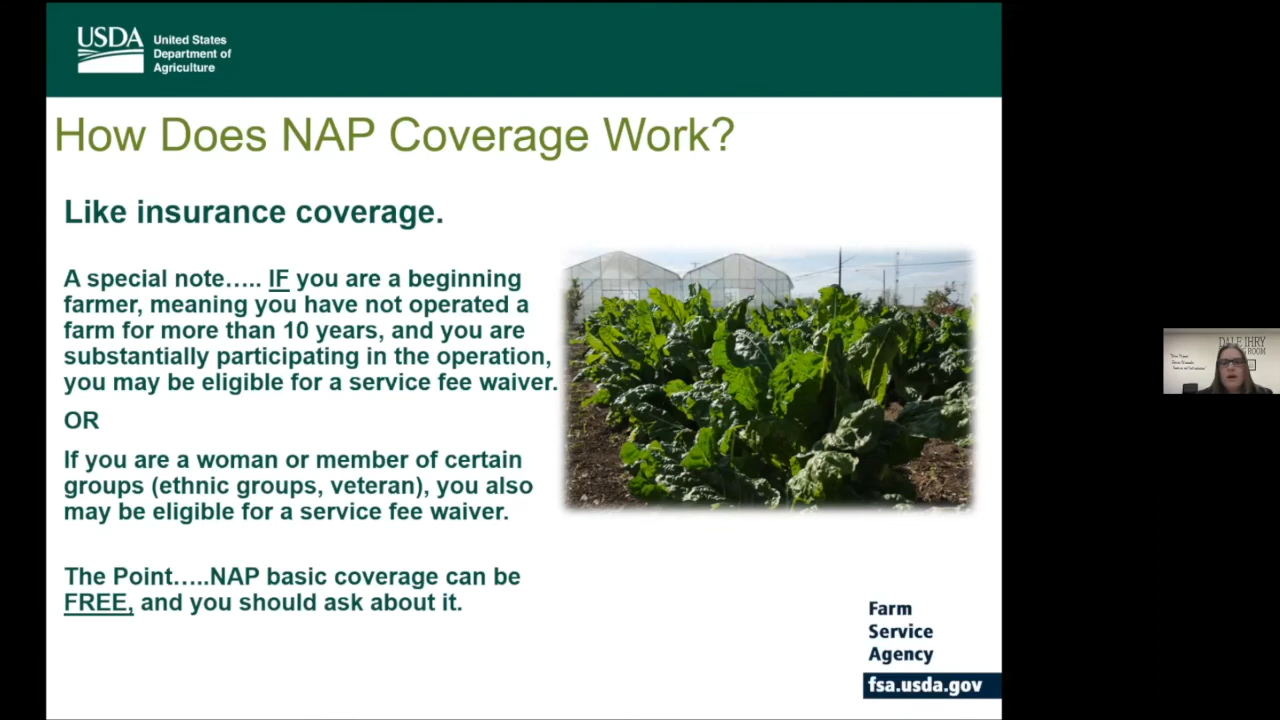 USDA
United States
Department of
Agriculture
How Does NAP Coverage Work?
Like insurance coverage.
A special note….. IF you are a beginning
farmer, meaning you have not operated a
farm for more than 10 years, and you are
substantially participating in the operation,
you may be eligible for a service fee waiver.
OR
If you are a woman or member of certain
groups (ethnic groups, veteran), you also
may be eligible for a service fee waiver.
The Point…..NAP basic coverage can be
FREE, and you should ask about it.
Farm
Service
Agency
fsa.usda.gov
DALE IHRY
ROOM